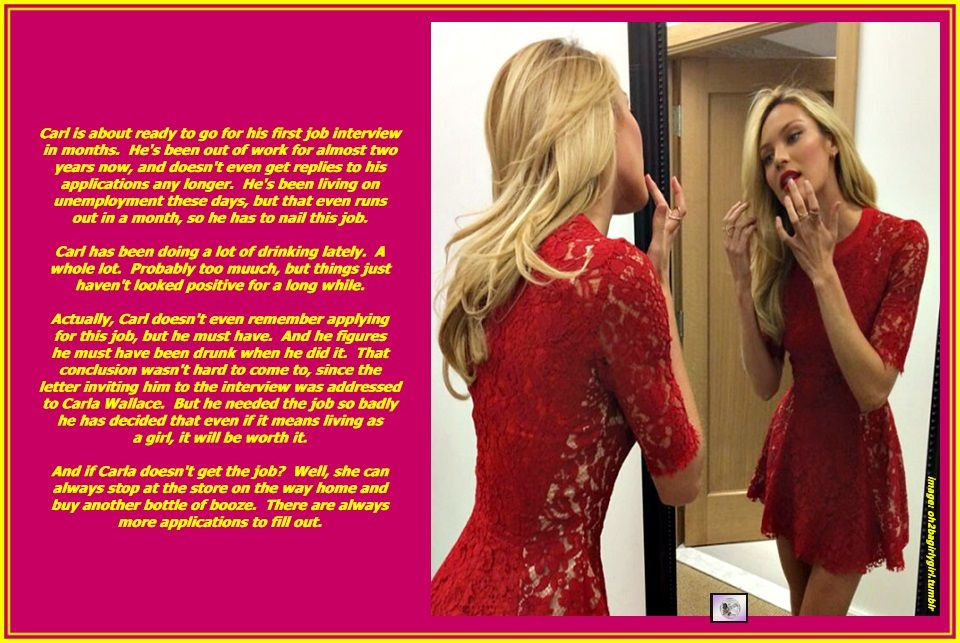 Carl is about ready to go for his first job interview
in months.  He's been out of work for almost two
years now, and doesn't even get replies to his
applications any longer.  He's been living on
unemployment these days, but that even runs
out in a month, so he has to nail this job.

Carl has been doing a lot of drinking lately.  A
whole lot.  Probably too muuch, but things just
haven't looked positive for a long while.

Actually, Carl doesn't even remember applying
for this job, but he must have.  And he figures
he must have been drunk when he did it.  That
conclusion wasn't hard to come to, since the
letter inviting him to the interview was addressed
to Carla Wallace.  But he needed the job so badly
he has decided that even if it means living as
a girl, it will be worth it.

And if Carla doesn't get the job?  Well, she can
always stop at the store on the way home and
buy another bottle of booze.  There are always
more applications to fill out.

image: oh2bagirlygirl.tumblr